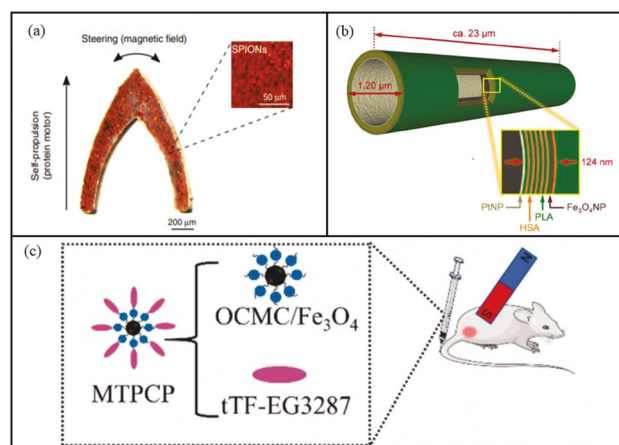 (a)
Steering (magnetic field)
SPIONs
50 μm
Self-propulsion
(protein motor)
200 μm
(b)
ca. 23 μm
1.20 μm
124 nm
PtNP
HSA
PLA
Fe₃O₄NP
(c)
OCMC/Fe₃O₄
MTPCP
tTF-EG3287
N
S